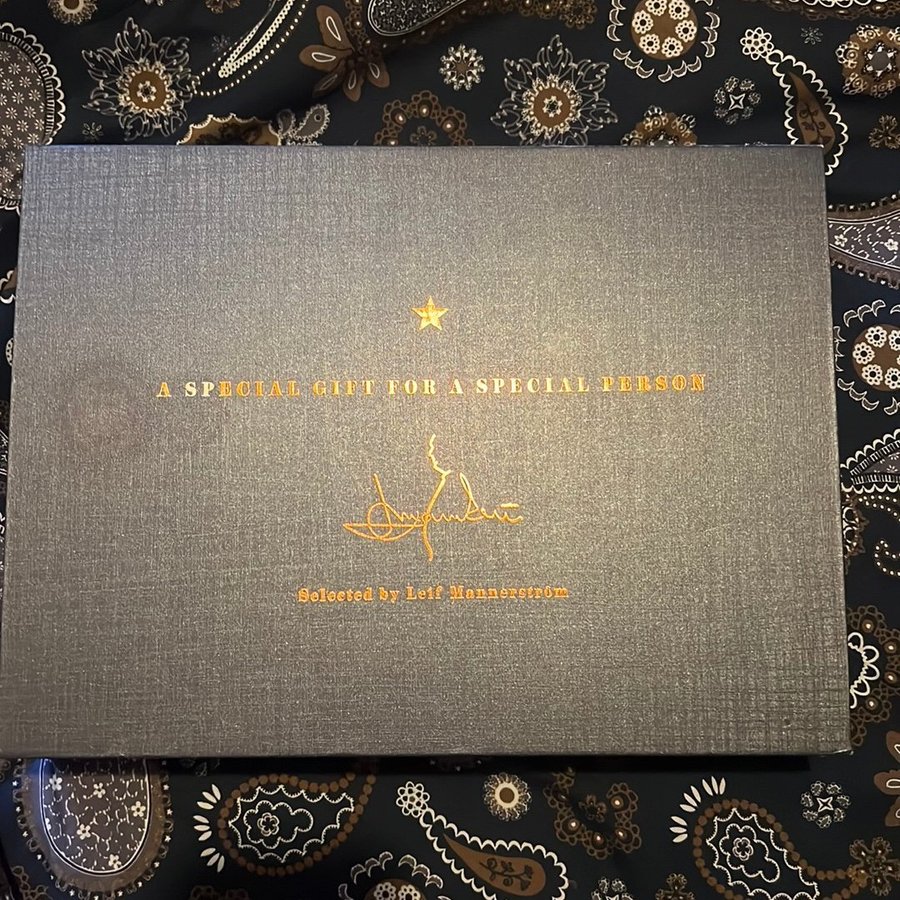 A SPECIAL GIFT FOR A SPECIAL PERSON
Selected by Leif Mannerström